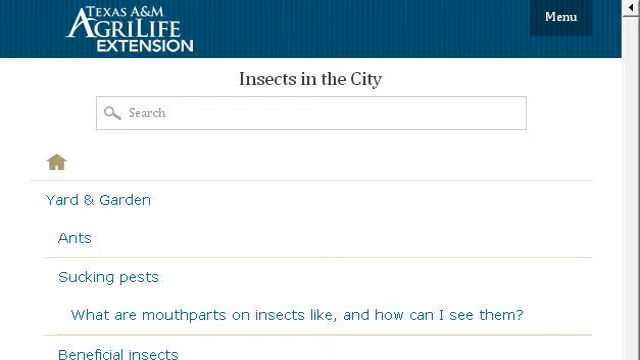 TEXAS A&M
AGRILIFE
EXTENSION
Menu
Insects in the City
Search
Yard & Garden
Ants
Sucking pests
What are mouthparts on insects like, and how can I see them?
Beneficial insects